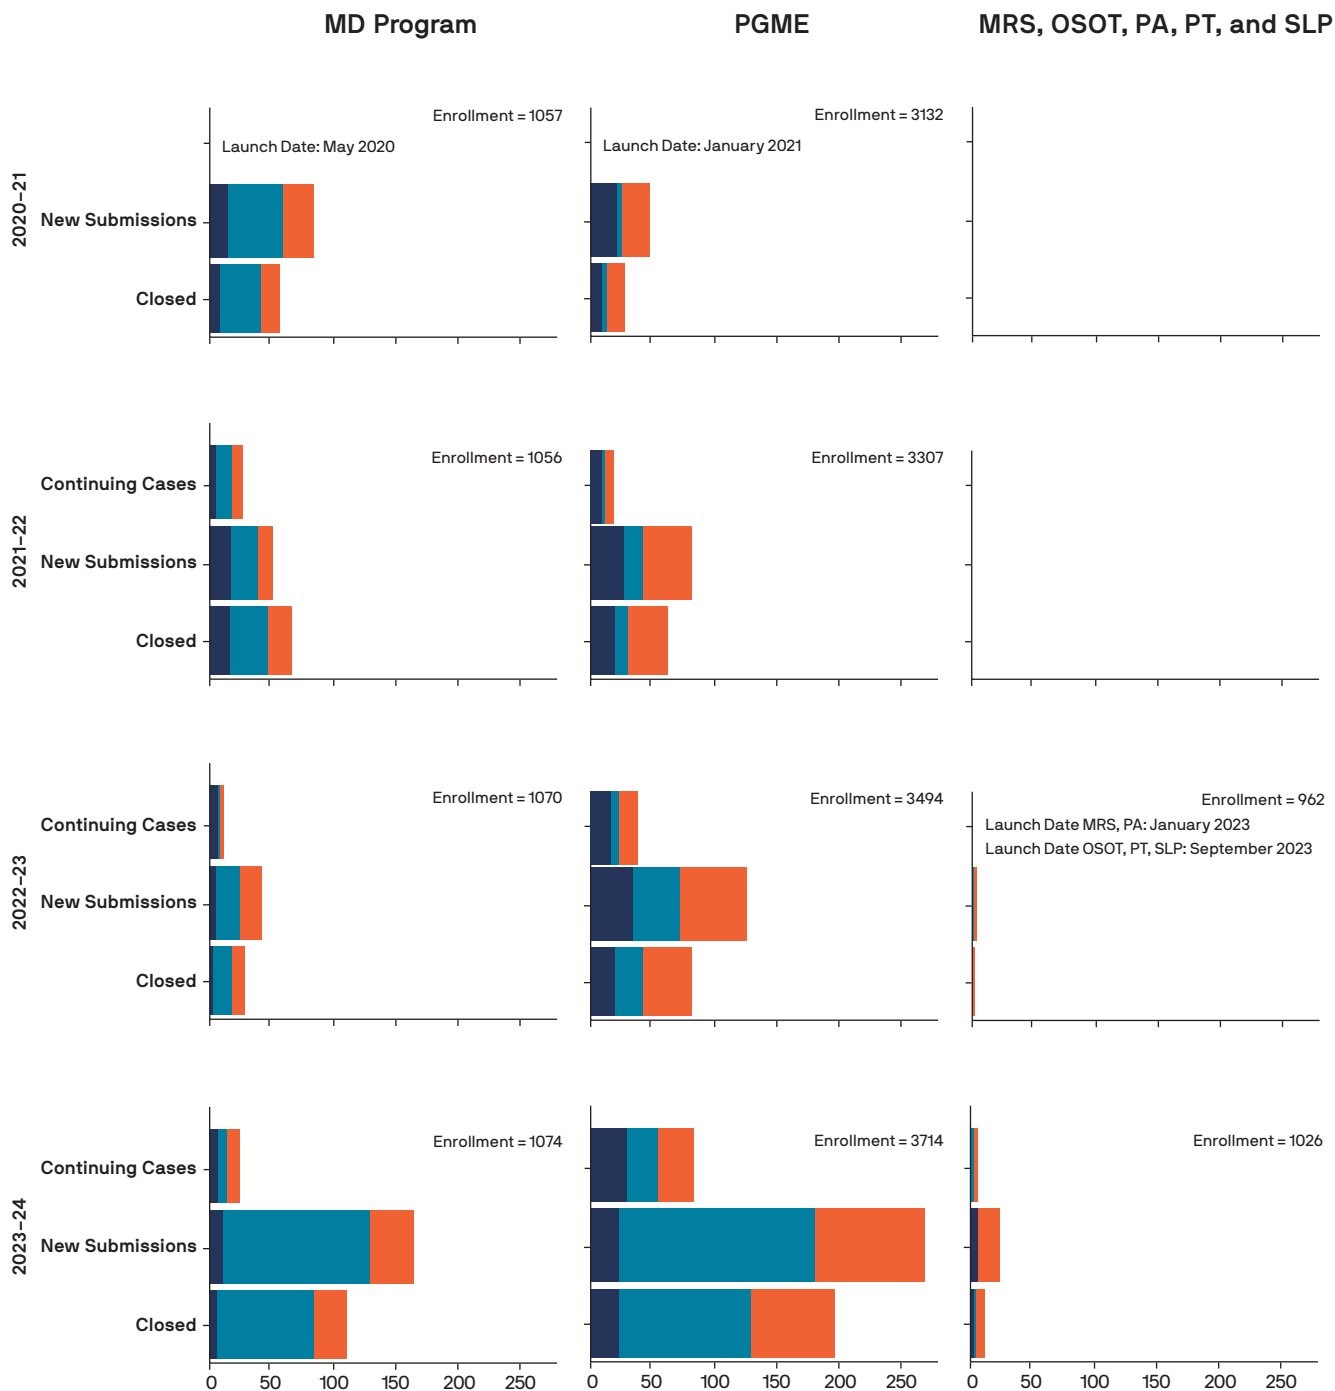 MD Program
PGME
MRS, OSOT, PA, PT, and SLP
2020–21
Enrollment = 1057
Launch Date: May 2020
New Submissions
Closed
Enrollment = 3132
Launch Date: January 2021
2021–22
Continuing Cases
New Submissions
Closed
Enrollment = 1056
Enrollment = 3307
2022–23
Continuing Cases
New Submissions
Closed
Enrollment = 1070
Enrollment = 3494
Enrollment = 962
Launch Date MRS, PA: January 2023
Launch Date OSOT, PT, SLP: September 2023
2023–24
Continuing Cases
New Submissions
Closed
Enrollment = 1074
Enrollment = 3714
Enrollment = 1026
0 50 100 150 200 250
0 50 100 150 200 250
0 50 100 150 200 250